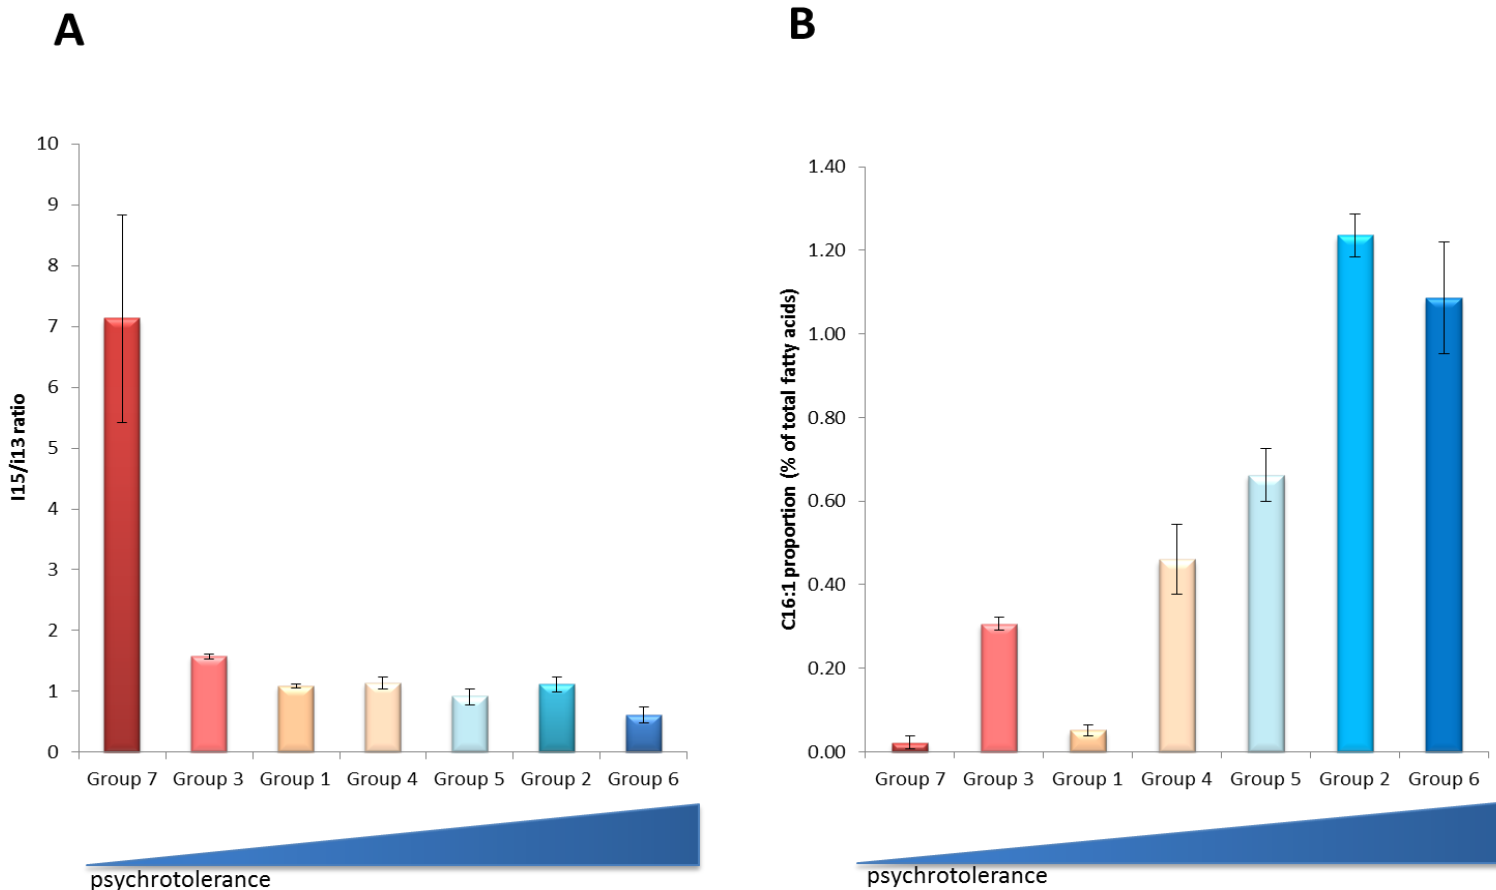 A
I15/i13 ratio
10
9
8
7
6
5
4
3
2
1
0
Group 7 Group 3 Group 1 Group 4 Group 5 Group 2 Group 6
psychrotolerance
B
C16:1 proportion (% of total fatty acids)
1.40
1.20
1.00
0.80
0.60
0.40
0.20
0.00
Group 7 Group 3 Group 1 Group 4 Group 5 Group 2 Group 6
psychrotolerance